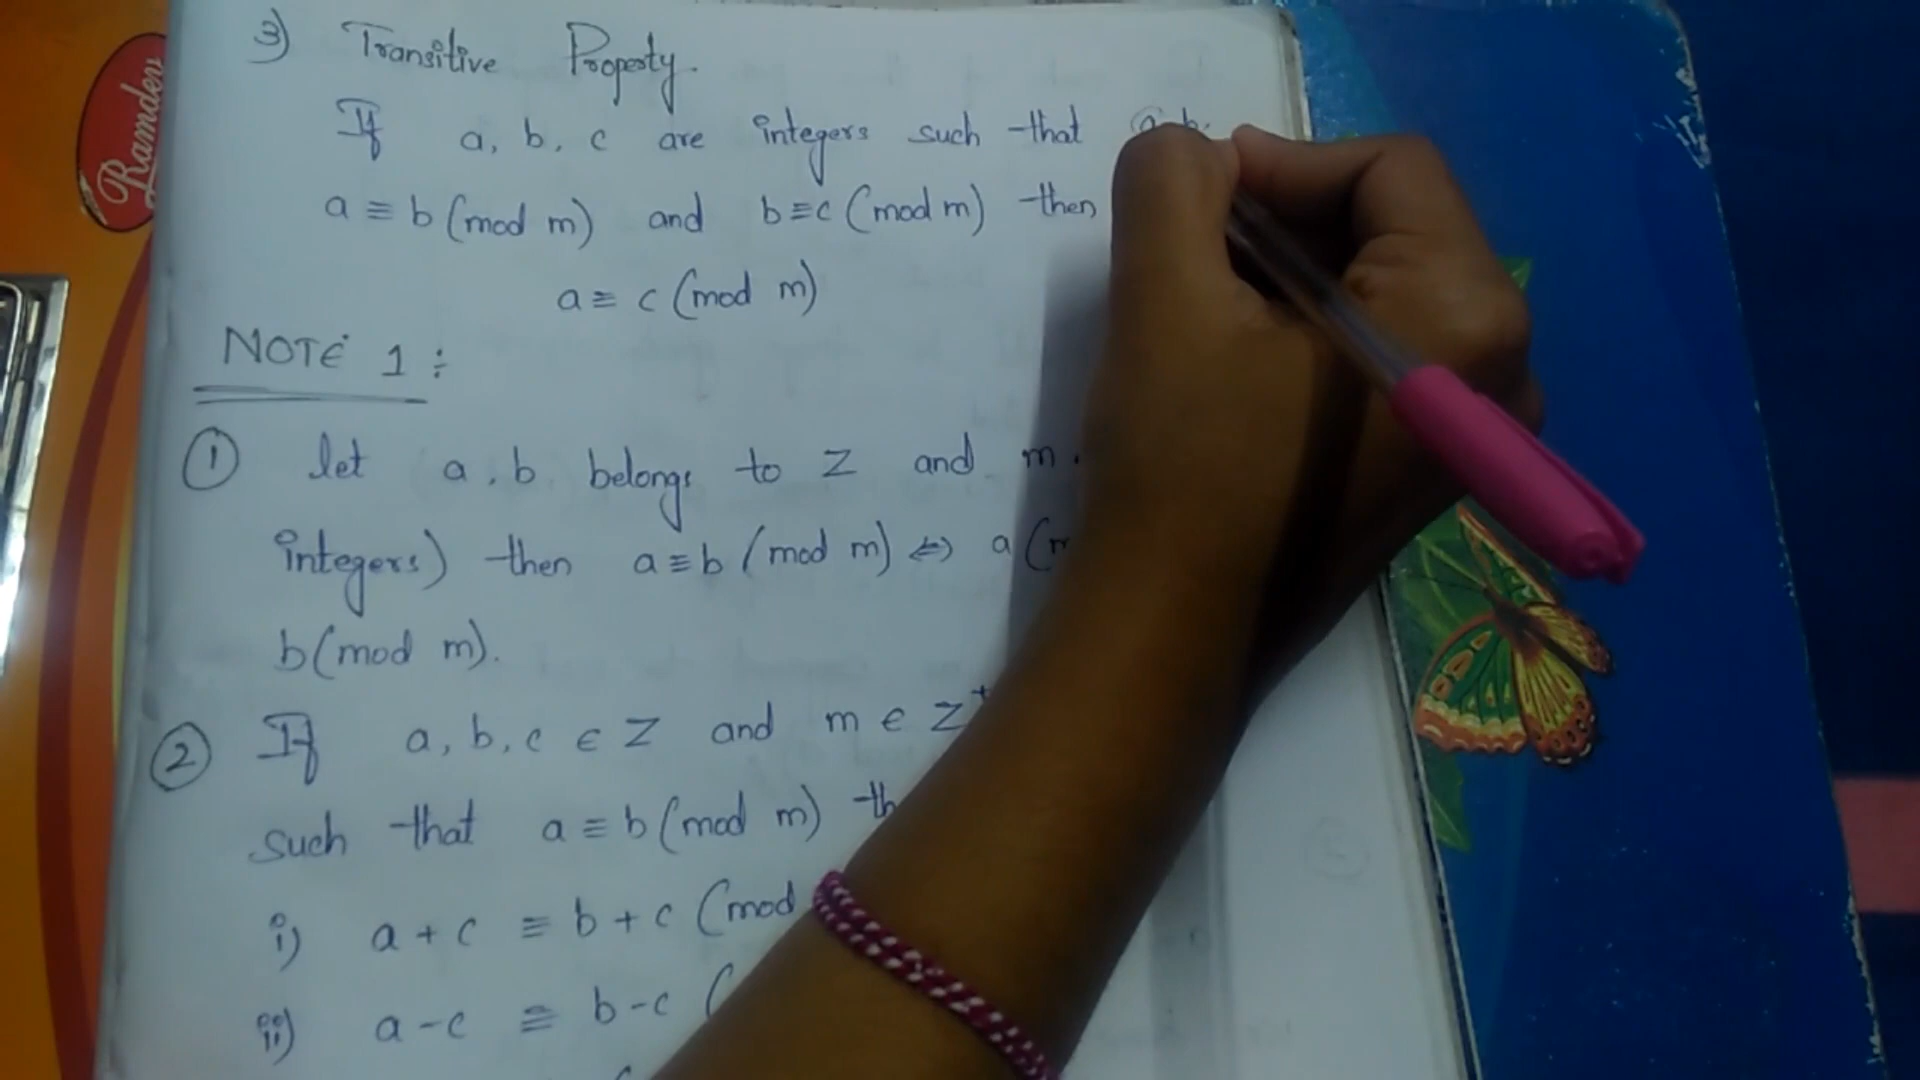 Ramdev
3) Transitive Property.
If a, b, c are integers such that a b
a ≡ b (mod m) and b ≡ c (mod m) then
a ≡ c (mod m)
NOTE 1 :
① let a, b belongs to Z and m
integers) then a ≡ b (mod m) ⇔ a (m
b (mod m).
② If a, b, c ∈ Z and m ∈ Z⁺
such that a ≡ b (mod m) th
i) a + c ≡ b + c (mod
ii) a - c ≡ b - c (